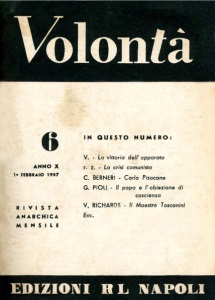 Volontà
6
ANNO X
1° FEBBRAIO 1957
RIVISTA
ANARCHICA
MENSILE
IN QUESTO NUMERO:
V. - La vittoria dell'apparato
s. z. - La crisi comunista
C. BERNERI - Carlo Pisacane
G. PIOLI - Il papa e l'obiezione di
coscienza
V. RICHARDS - Il Maestro Toscanini
Ecc.
EDIZIONI RL NAPOLI